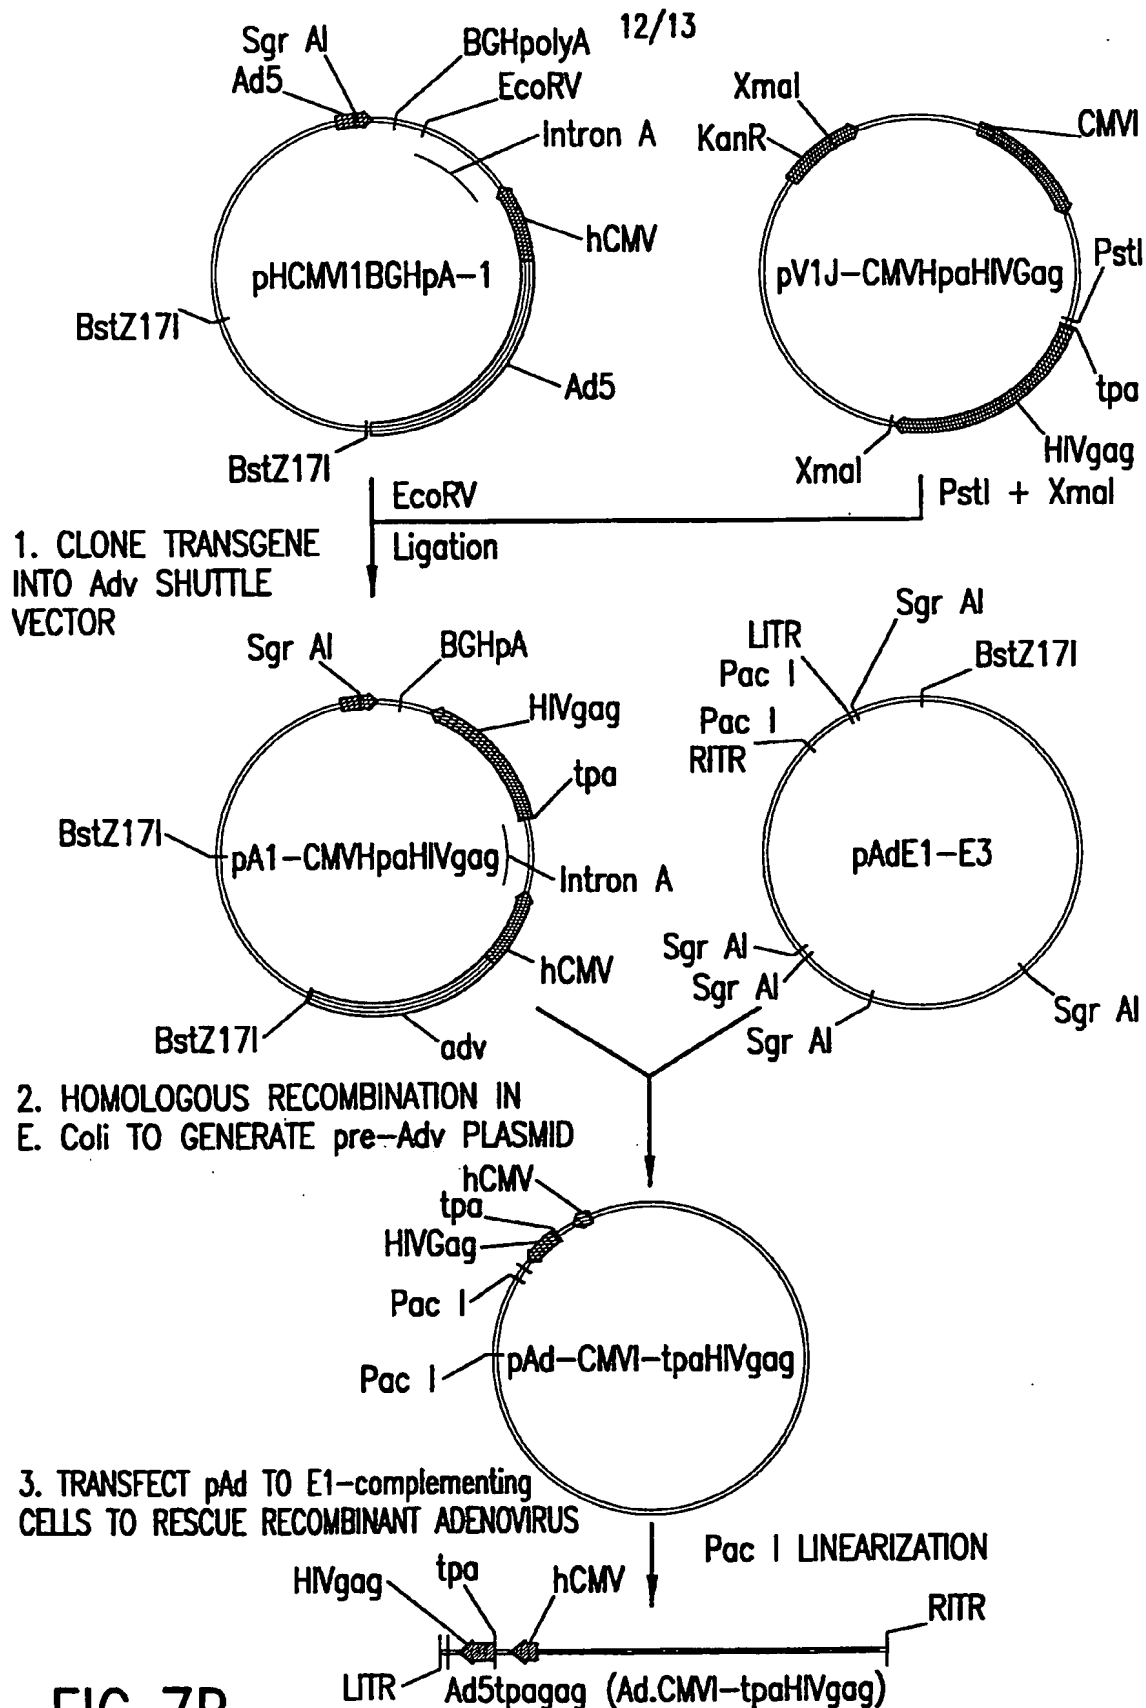 12/13
Sgr AI
Ad5
BGHpolyA
EcoRV
Intron A
hCMV
pHCMVI1BGHpA-1
BstZ17I
Ad5
BstZ17I
XmaI
KanR
CMVI
PstI
pV1J-CMVHpaHIVGag
tpa
HIVgag
XmaI
EcoRV
PstI + XmaI
Ligation
1. CLONE TRANSGENE
INTO Adv SHUTTLE
VECTOR
Sgr AI
BGHpA
HIVgag
tpa
BstZ17I
pA1-CMVHpaHIVgag
Intron A
hCMV
BstZ17I
adv
Sgr AI
LITR
Pac I
BstZ17I
Pac I
RITR
pAdE1-E3
Sgr AI
Sgr AI
Sgr AI
Sgr AI
2. HOMOLOGOUS RECOMBINATION IN
E. Coli TO GENERATE pre-Adv PLASMID
hCMV
tpa
HIVGag
Pac I
pAd-CMVI-tpaHIVgag
Pac I
3. TRANSFECT pAd TO E1-complementing
CELLS TO RESCUE RECOMBINANT ADENOVIRUS
Pac I LINEARIZATION
HIVgag
tpa
hCMV
RITR
LITR
Ad5tpagag (Ad.CMVI-tpaHIVgag)
FIG. 7B